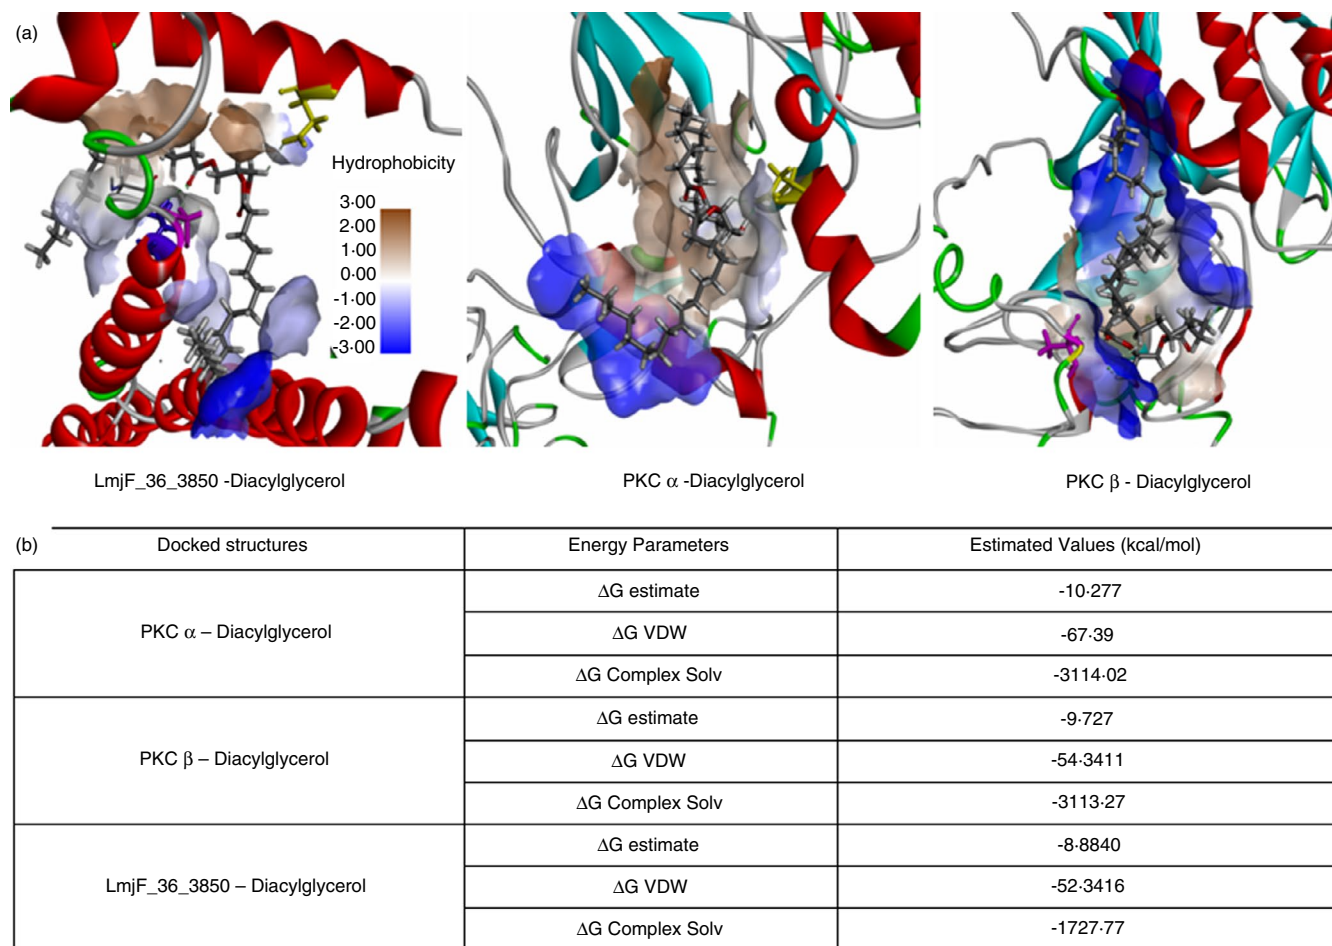 (a)
Hydrophobicity
3·00
2·00
1·00
0·00
-1·00
-2·00
-3·00
LmjF_36_3850 -Diacylglycerol
PKC α -Diacylglycerol
PKC β - Diacylglycerol
(b)
Docked structures
Energy Parameters
Estimated Values (kcal/mol)
PKC α – Diacylglycerol
ΔG estimate
-10·277
ΔG VDW
-67·39
ΔG Complex Solv
-3114·02
PKC β – Diacylglycerol
ΔG estimate
-9·727
ΔG VDW
-54·3411
ΔG Complex Solv
-3113·27
LmjF_36_3850 – Diacylglycerol
ΔG estimate
-8·8840
ΔG VDW
-52·3416
ΔG Complex Solv
-1727·77